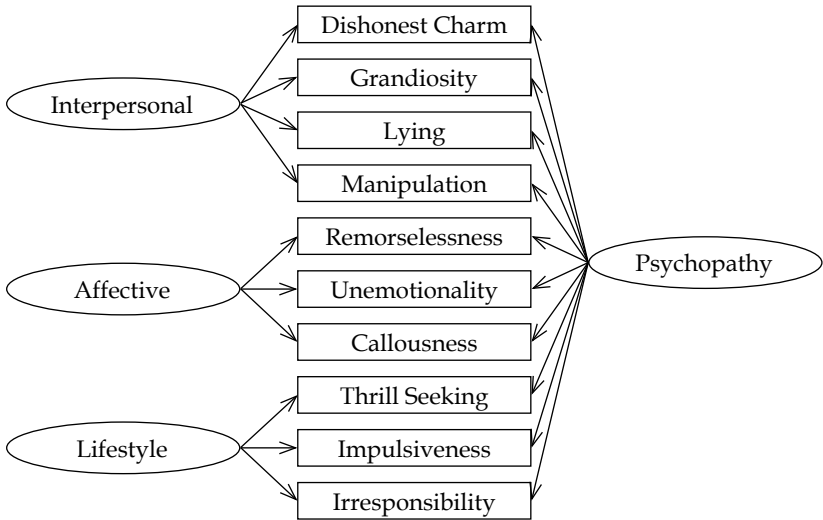 Dishonest Charm
Grandiosity
Interpersonal
Lying
Manipulation
Remorselessness
Psychopathy
Affective
Unemotionality
Callousness
Thrill Seeking
Lifestyle
Impulsiveness
Irresponsibility